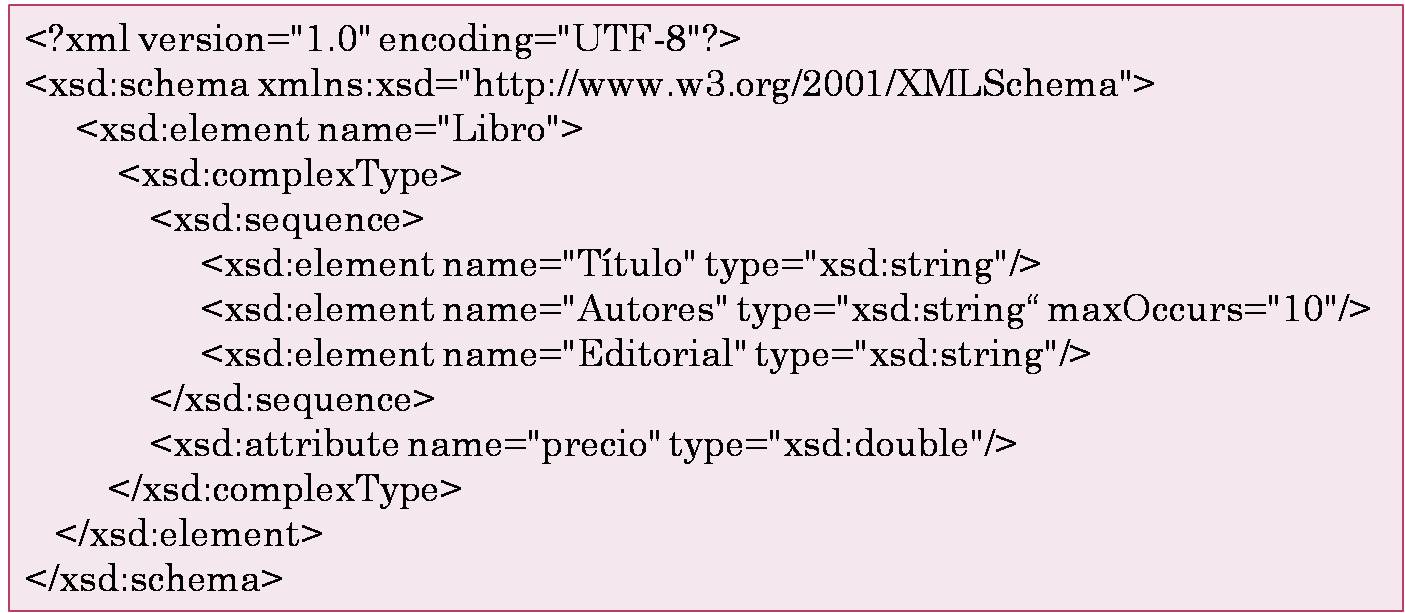 <?xml version="1.0" encoding="UTF-8"?>
<xsd:schema xmlns:xsd="http://www.w3.org/2001/XMLSchema">
<xsd:element name="Libro">
<xsd:complexType>
<xsd:sequence>
<xsd:element name="Título" type="xsd:string"/>
<xsd:element name="Autores" type="xsd:string“ maxOccurs="10"/>
<xsd:element name="Editorial" type="xsd:string"/>
</xsd:sequence>
<xsd:attribute name="precio" type="xsd:double"/>
</xsd:complexType>
</xsd:element>
</xsd:schema>